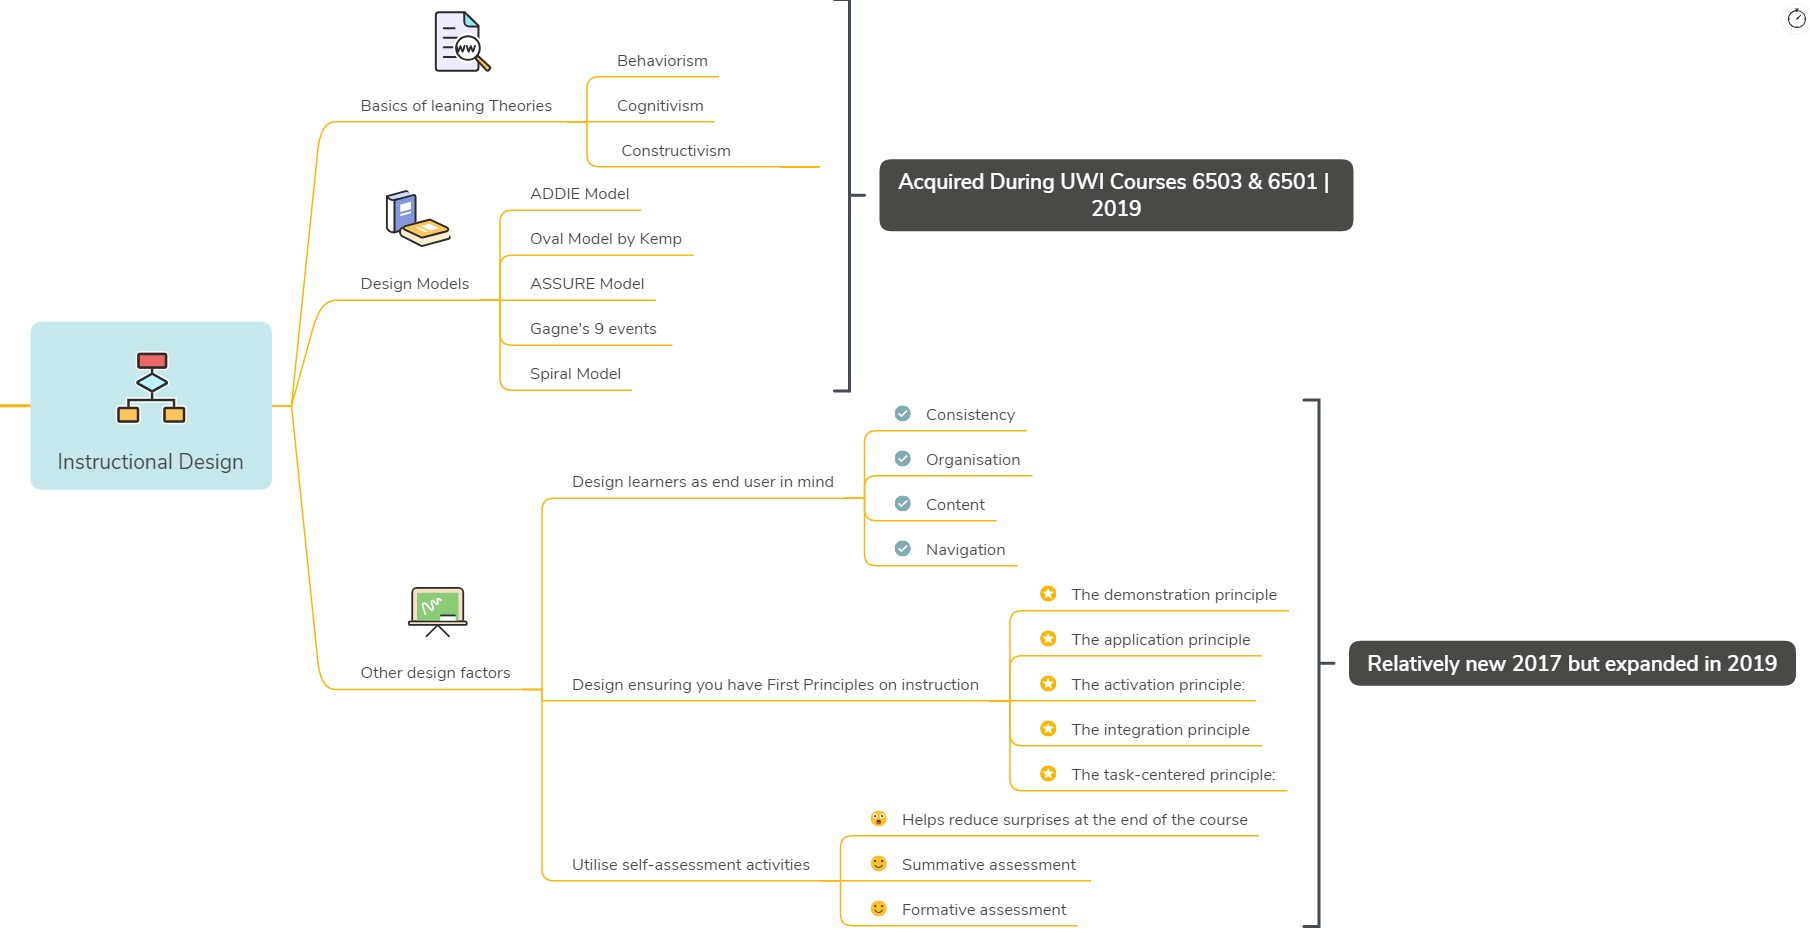 Instructional Design
Basics of leaning Theories
Behaviorism
Cognitivism
Constructivism
Design Models
ADDIE Model
Oval Model by Kemp
ASSURE Model
Gagne's 9 events
Spiral Model
Acquired During UWI Courses 6503 & 6501 |
2019
Other design factors
Design learners as end user in mind
Consistency
Organisation
Content
Navigation
Design ensuring you have First Principles on instruction
The demonstration principle
The application principle
The activation principle:
The integration principle
The task-centered principle:
Utilise self-assessment activities
Helps reduce surprises at the end of the course
Summative assessment
Formative assessment
Relatively new 2017 but expanded in 2019